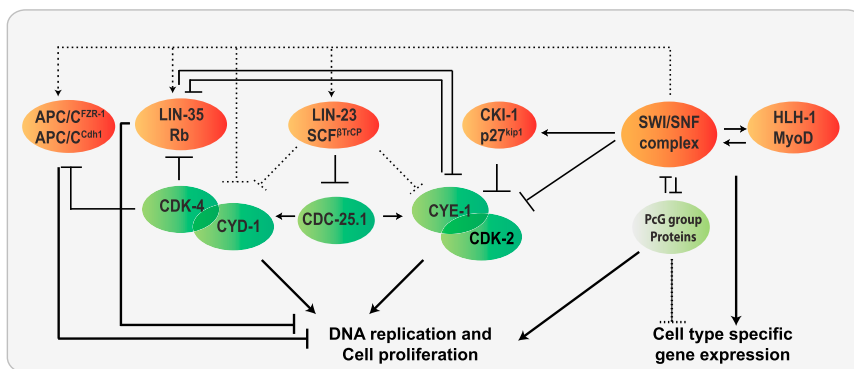 APC/C^FZR-1
APC/C^Cdh1
LIN-35
Rb
LIN-23
SCF^βTrCP
CKI-1
p27^kip1
SWI/SNF
complex
HLH-1
MyoD
CDK-4
CYD-1
CDC-25.1
CYE-1
CDK-2
PcG group
Proteins
DNA replication and
Cell proliferation
Cell type specific
gene expression